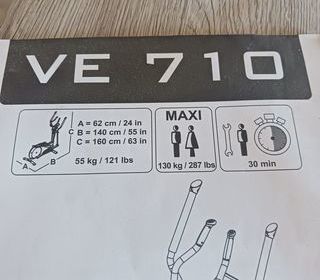 VE 710
A = 62 cm / 24 in
B = 140 cm / 55 in
C = 160 cm / 63 in
C
A
B
55 kg / 121 lbs
MAXI
130 kg / 287 lbs
30 min